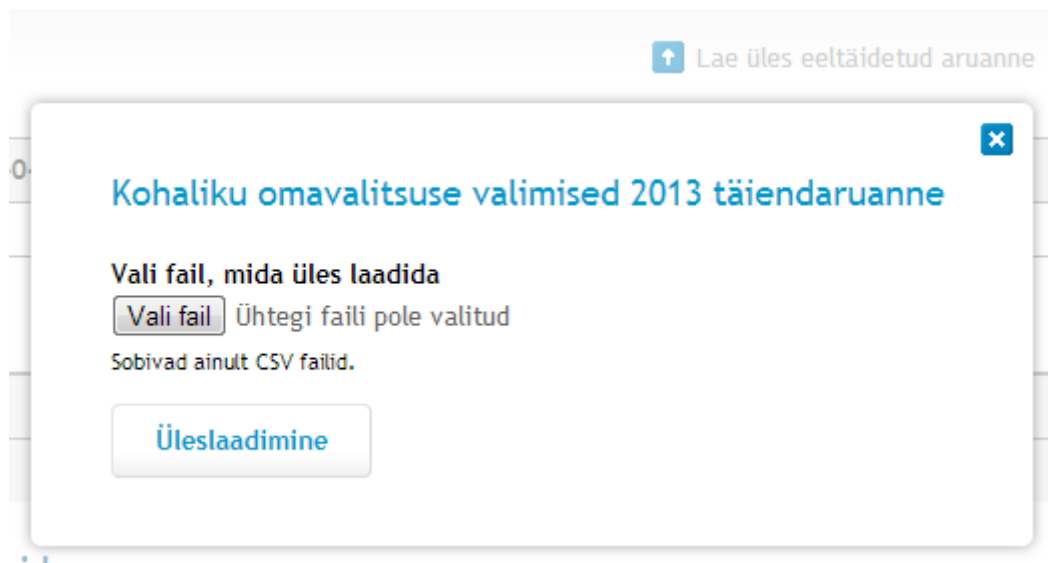 Lae üles eeltäidetud aruanne
Kohaliku omavalitsuse valimised 2013 täiendaruanne
Vali fail, mida üles laadida
Vali fail Ühtegi faili pole valitud
Sobivad ainult CSV failid.
Üleslaadimine